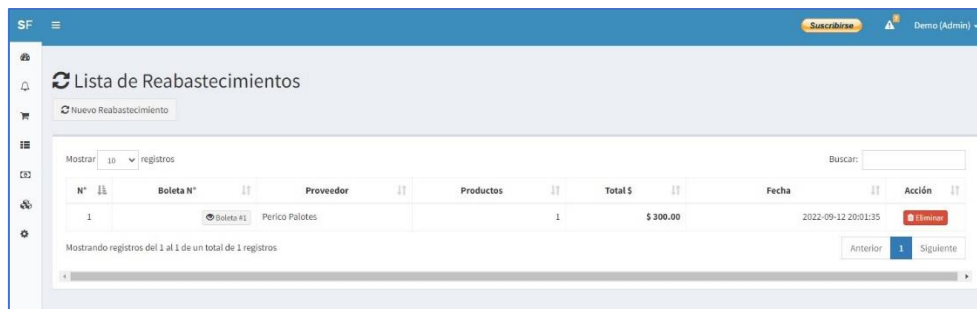 SF Suscribirse Demo (Admin)
Lista de Reabastecimientos
Nuevo Reabastecimiento
Mostrar 10 registros Buscar:
N° Boleta N° Proveedor Productos Total $ Fecha Acción
1 Boleta #1 Perico Palotes 1 $ 300.00 2022-09-12 20:01:35 Eliminar
Mostrando registros del 1 al 1 de un total de 1 registros Anterior 1 Siguiente